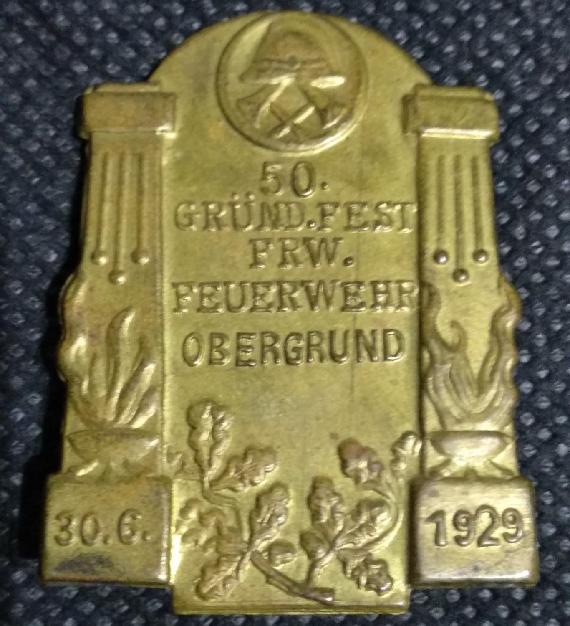 50.
GRÜND.FEST
FRW.
FEUERWEHR
OBERGRUND
30.6.
1929